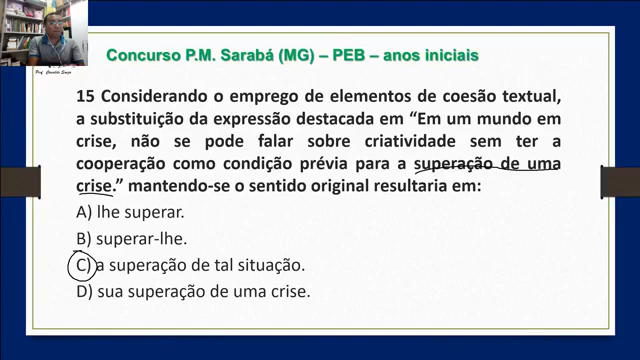 Prof. Claudio Souza
Concurso P.M. Sarabá (MG) – PEB – anos iniciais
15 Considerando o emprego de elementos de coesão textual,
a substituição da expressão destacada em “Em um mundo em
crise, não se pode falar sobre criatividade sem ter a
cooperação como condição prévia para a superação de uma
crise.” mantendo-se o sentido original resultaria em:
A) lhe superar.
B) superar-lhe.
C) a superação de tal situação.
D) sua superação de uma crise.